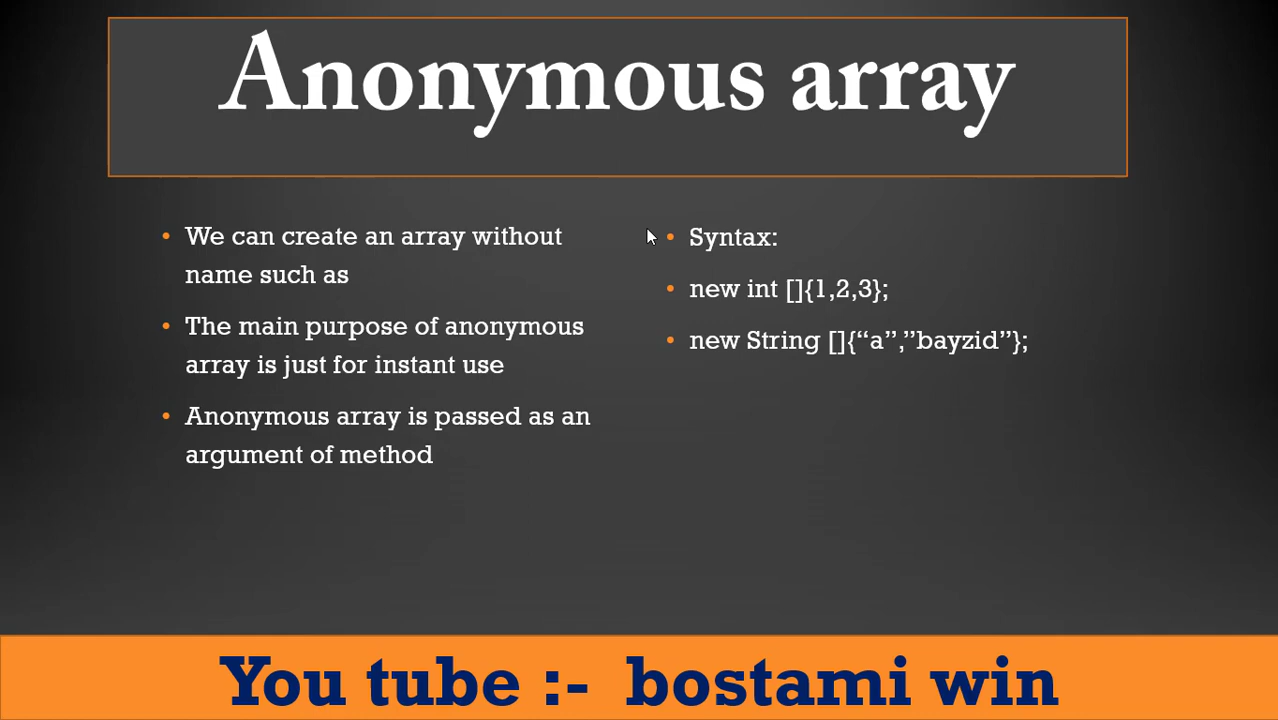 Anonymous array
• We can create an array without
name such as
• The main purpose of anonymous
array is just for instant use
• Anonymous array is passed as an
argument of method
• Syntax:
• new int []{1,2,3};
• new String []{“a”,”bayzid”};
You tube :- bostami win